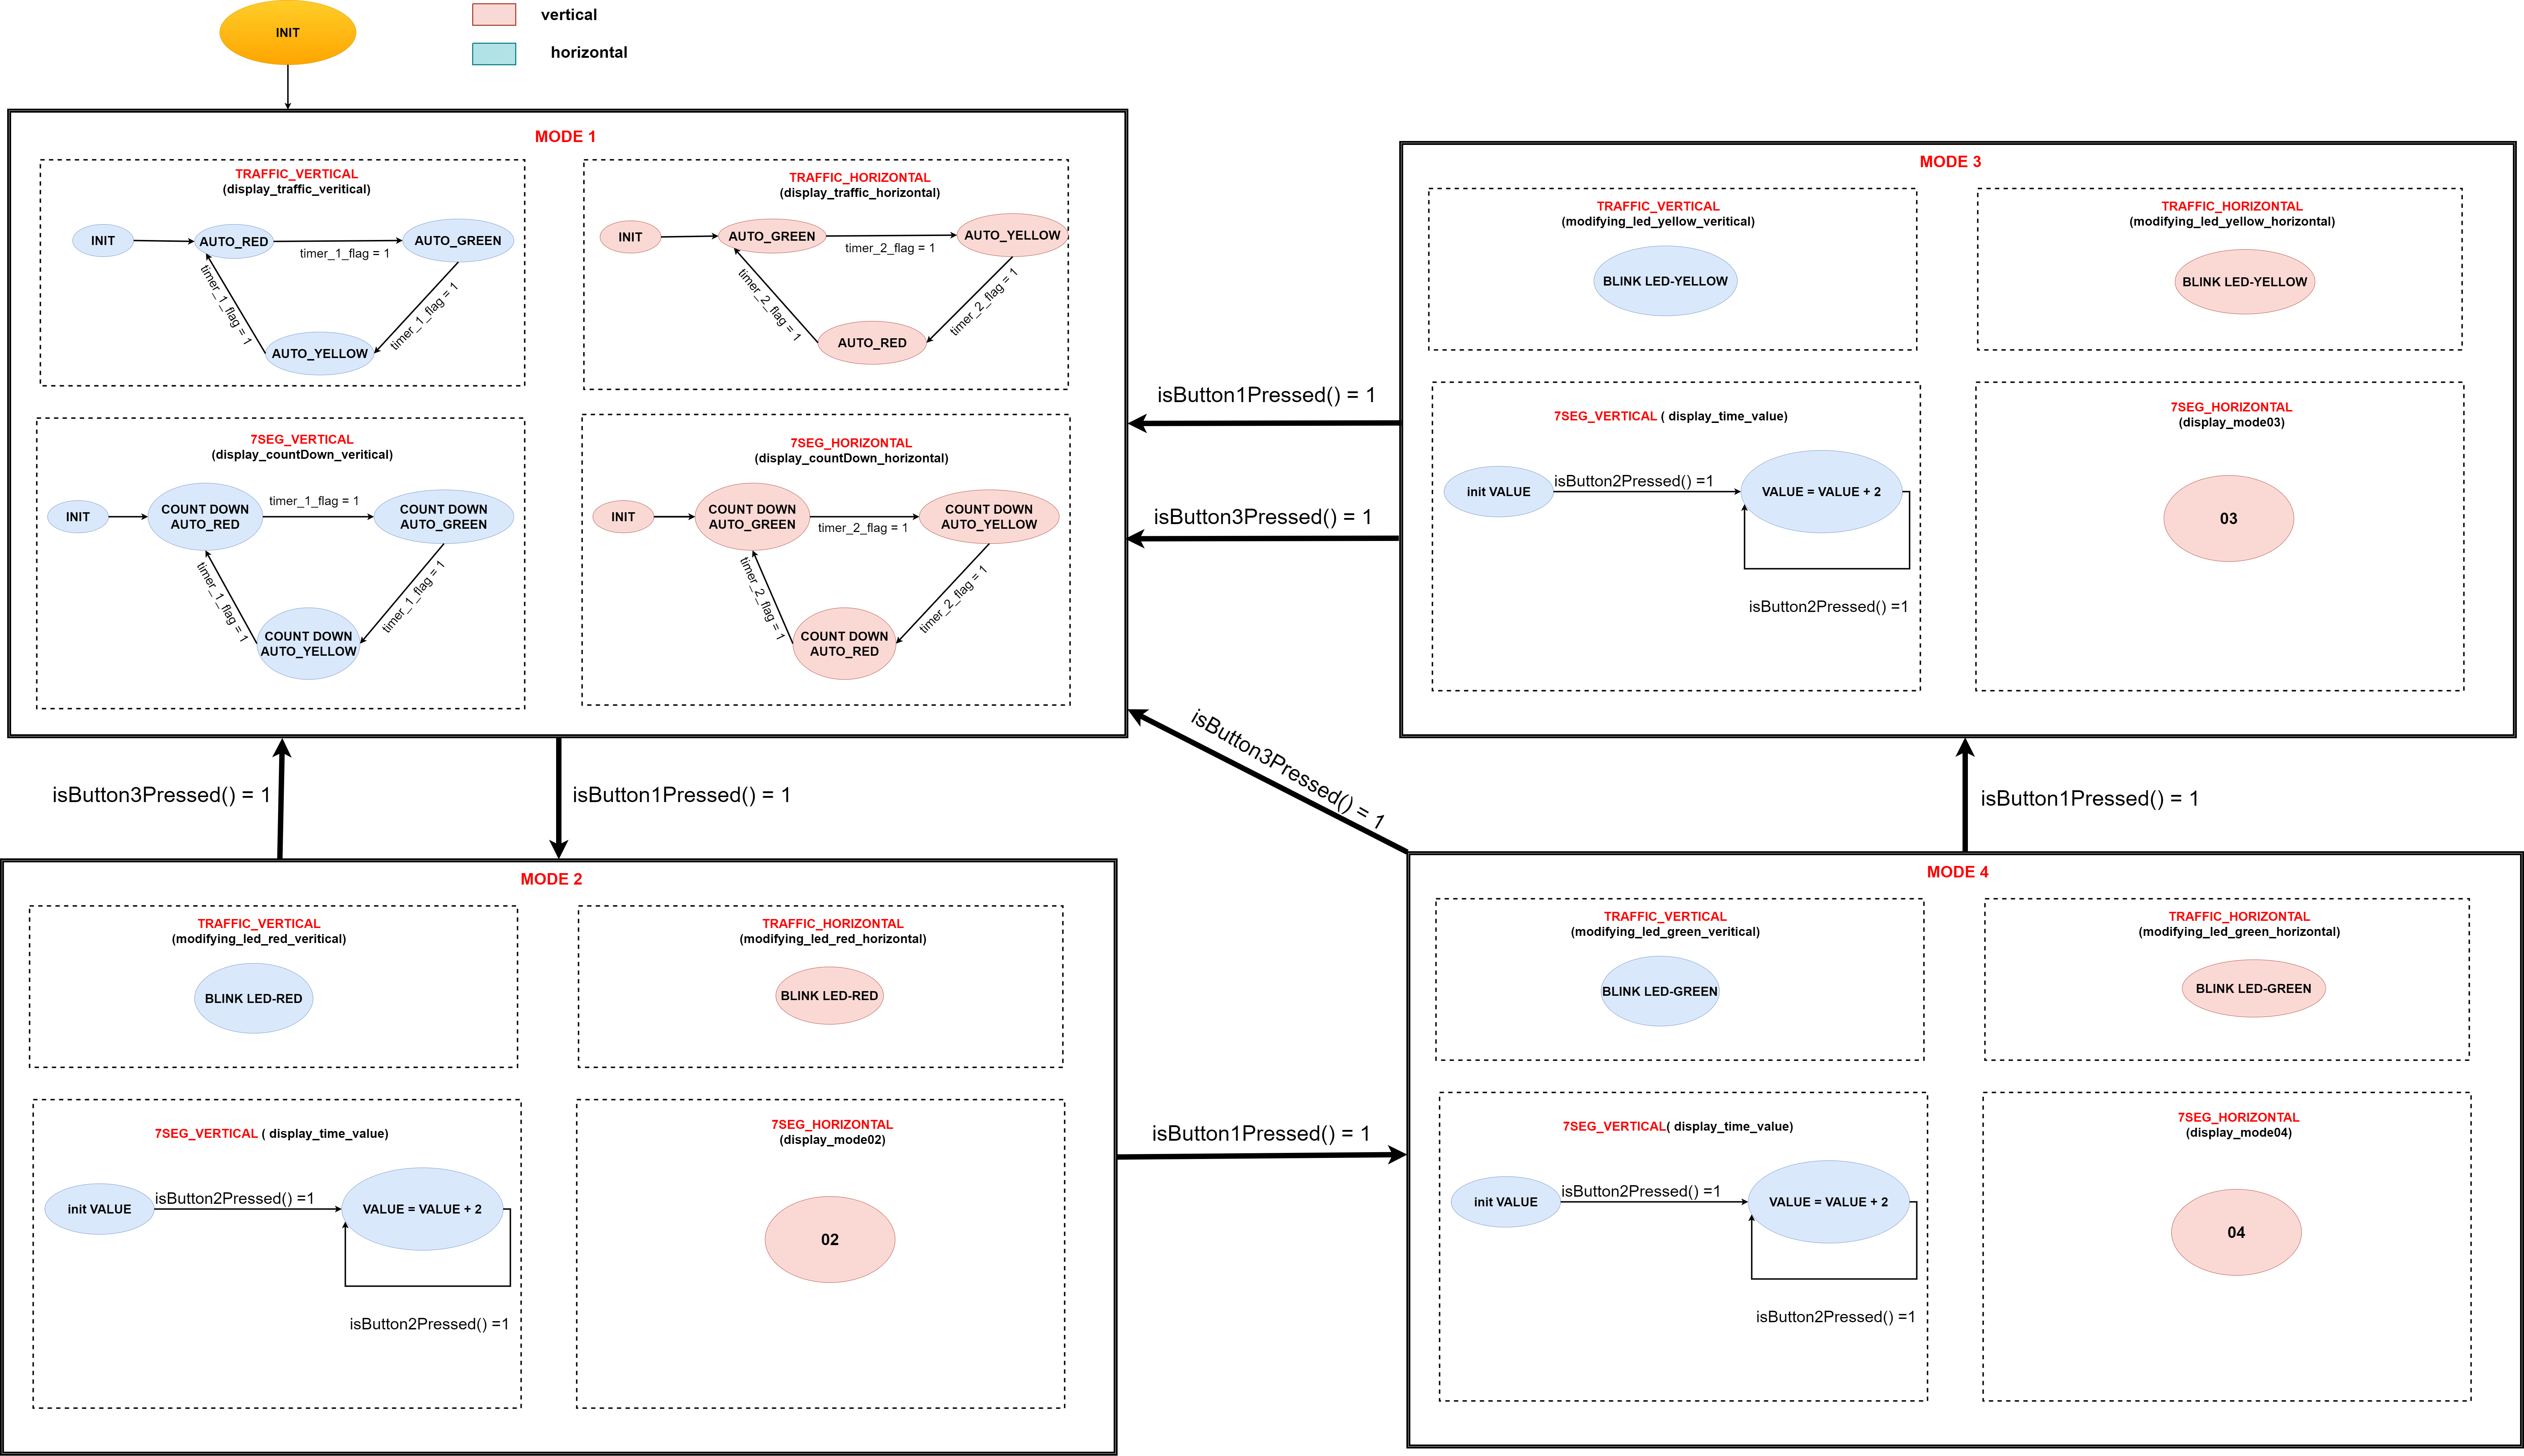 INIT
vertical
horizontal
MODE 1
TRAFFIC_VERTICAL
(display_traffic_veritical)
INIT
AUTO_RED
timer_1_flag = 1
AUTO_GREEN
timer_1_flag = 1
timer_1_flag = 1
AUTO_YELLOW
TRAFFIC_HORIZONTAL
(display_traffic_horizontal)
INIT
AUTO_GREEN
timer_2_flag = 1
AUTO_YELLOW
timer_2_flag = 1
timer_2_flag = 1
AUTO_RED
7SEG_VERTICAL
(display_countDown_veritical)
INIT
COUNT DOWN
AUTO_RED
timer_1_flag = 1
COUNT DOWN
AUTO_GREEN
timer_1_flag = 1
timer_1_flag = 1
COUNT DOWN
AUTO_YELLOW
7SEG_HORIZONTAL
(display_countDown_horizontal)
INIT
COUNT DOWN
AUTO_GREEN
timer_2_flag = 1
COUNT DOWN
AUTO_YELLOW
timer_2_flag = 1
timer_2_flag = 1
COUNT DOWN
AUTO_RED
isButton1Pressed() = 1
isButton3Pressed() = 1
MODE 3
TRAFFIC_VERTICAL
(modifying_led_yellow_veritical)
BLINK LED-YELLOW
TRAFFIC_HORIZONTAL
(modifying_led_yellow_horizontal)
BLINK LED-YELLOW
7SEG_VERTICAL ( display_time_value)
init VALUE
isButton2Pressed() =1
VALUE = VALUE + 2
isButton2Pressed() =1
7SEG_HORIZONTAL
(display_mode03)
03
isButton3Pressed() = 1
isButton1Pressed() = 1
isButton3Pressed() = 1
isButton1Pressed() = 1
MODE 2
TRAFFIC_VERTICAL
(modifying_led_red_veritical)
BLINK LED-RED
TRAFFIC_HORIZONTAL
(modifying_led_red_horizontal)
BLINK LED-RED
7SEG_VERTICAL ( display_time_value)
init VALUE
isButton2Pressed() =1
VALUE = VALUE + 2
isButton2Pressed() =1
7SEG_HORIZONTAL
(display_mode02)
02
isButton1Pressed() = 1
MODE 4
TRAFFIC_VERTICAL
(modifying_led_green_veritical)
BLINK LED-GREEN
TRAFFIC_HORIZONTAL
(modifying_led_green_horizontal)
BLINK LED-GREEN
7SEG_VERTICAL( display_time_value)
init VALUE
isButton2Pressed() =1
VALUE = VALUE + 2
isButton2Pressed() =1
7SEG_HORIZONTAL
(display_mode04)
04